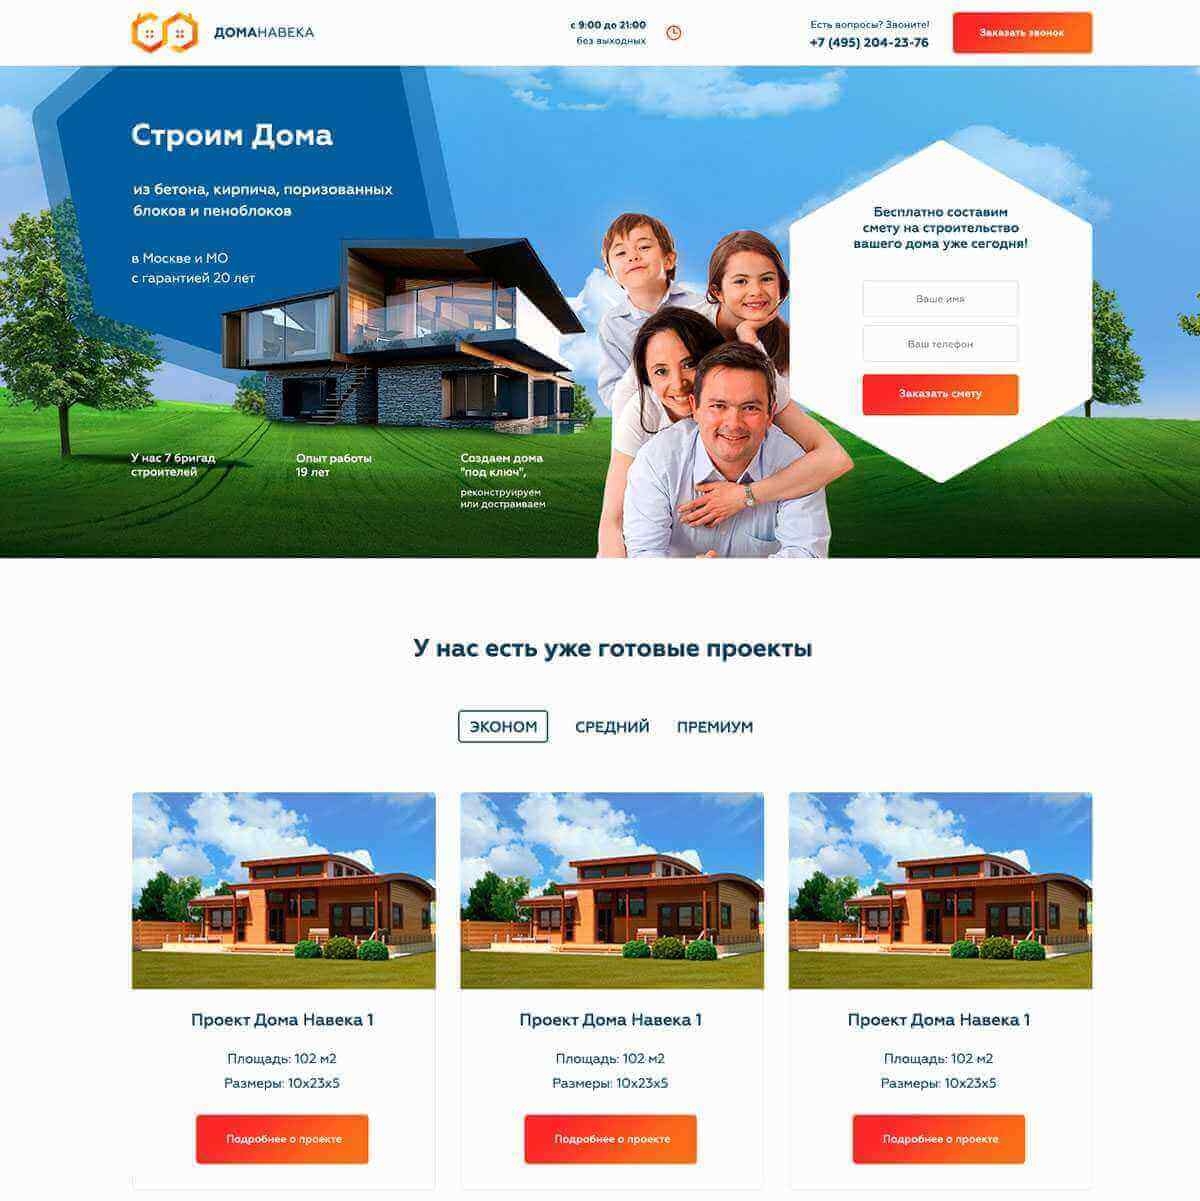 ДОМАНАВЕКА
с 9:00 до 21:00
без выходных
Есть вопросы? Звоните!
+7 (495) 204-23-76
Заказать звонок
Строим Дома
из бетона, кирпича, поризованных
блоков и пеноблоков
в Москве и МО
с гарантией 20 лет
У нас 7 бригад
строителей
Опыт работы
19 лет
Создаем дома
"под ключ",
реконструируем
или достраиваем
Бесплатно составим
смету на строительство
вашего дома уже сегодня!
Ваше имя
Ваш телефон
Заказать смету
У нас есть уже готовые проекты
ЭКОНОМ СРЕДНИЙ ПРЕМИУМ
Проект Дома Навека 1
Площадь: 102 м2
Размеры: 10x23x5
Подробнее о проекте
Проект Дома Навека 1
Площадь: 102 м2
Размеры: 10x23x5
Подробнее о проекте
Проект Дома Навека 1
Площадь: 102 м2
Размеры: 10x23x5
Подробнее о проекте